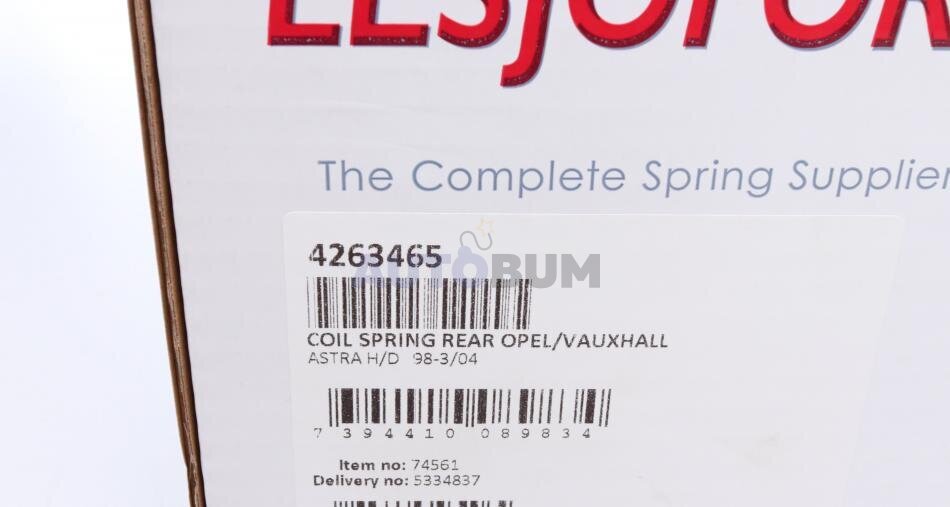 LESJÖFOR
The Complete Spring Supplier
4263465
AUTOBUM
COIL SPRING REAR OPEL/VAUXHALL
ASTRA H/D 98-3/04
7 394410 089834
Item no: 74561
Delivery no: 5334837